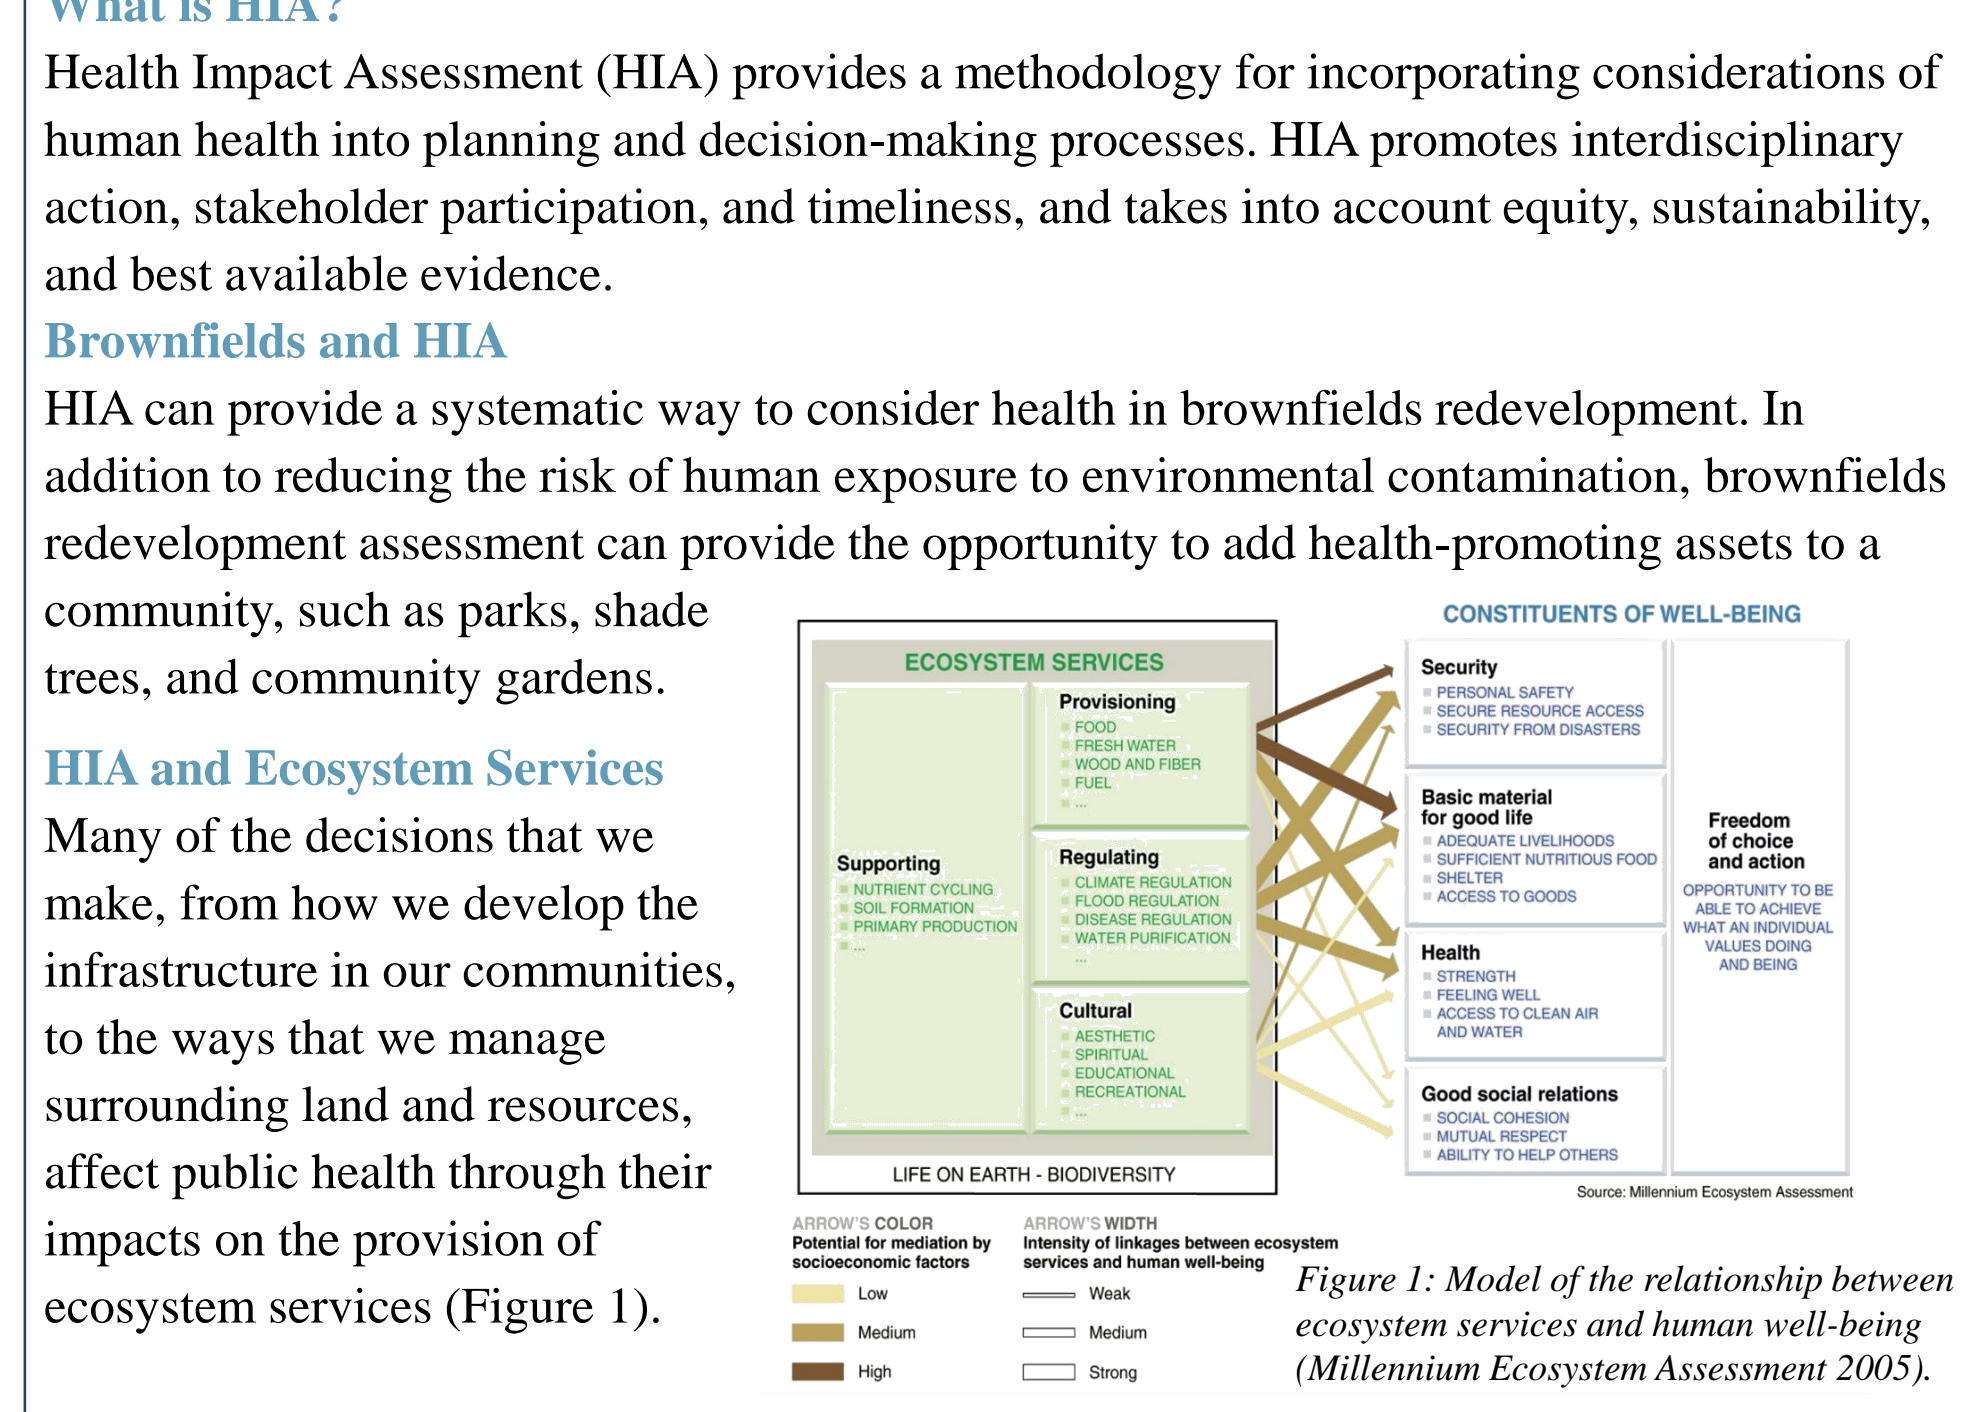 What is HIA?
Health Impact Assessment (HIA) provides a methodology for incorporating considerations of
human health into planning and decision-making processes. HIA promotes interdisciplinary
action, stakeholder participation, and timeliness, and takes into account equity, sustainability,
and best available evidence.
Brownfields and HIA
HIA can provide a systematic way to consider health in brownfields redevelopment. In
addition to reducing the risk of human exposure to environmental contamination, brownfields
redevelopment assessment can provide the opportunity to add health-promoting assets to a
community, such as parks, shade
trees, and community gardens.
HIA and Ecosystem Services
Many of the decisions that we
make, from how we develop the
infrastructure in our communities,
to the ways that we manage
surrounding land and resources,
affect public health through their
impacts on the provision of
ecosystem services (Figure 1).
ECOSYSTEM SERVICES
Supporting
NUTRIENT CYCLING
SOIL FORMATION
PRIMARY PRODUCTION
...
Provisioning
FOOD
FRESH WATER
WOOD AND FIBER
FUEL
...
Regulating
CLIMATE REGULATION
FLOOD REGULATION
DISEASE REGULATION
WATER PURIFICATION
...
Cultural
AESTHETIC
SPIRITUAL
EDUCATIONAL
RECREATIONAL
...
LIFE ON EARTH - BIODIVERSITY
CONSTITUENTS OF WELL-BEING
Security
PERSONAL SAFETY
SECURE RESOURCE ACCESS
SECURITY FROM DISASTERS
Basic material
for good life
ADEQUATE LIVELIHOODS
SUFFICIENT NUTRITIOUS FOOD
SHELTER
ACCESS TO GOODS
Health
STRENGTH
FEELING WELL
ACCESS TO CLEAN AIR
AND WATER
Good social relations
SOCIAL COHESION
MUTUAL RESPECT
ABILITY TO HELP OTHERS
Freedom
of choice
and action
OPPORTUNITY TO BE
ABLE TO ACHIEVE
WHAT AN INDIVIDUAL
VALUES DOING
AND BEING
Source: Millennium Ecosystem Assessment
ARROW'S COLOR
Potential for mediation by
socioeconomic factors
Low
Medium
High
ARROW'S WIDTH
Intensity of linkages between ecosystem
services and human well-being
Weak
Medium
Strong
Figure 1: Model of the relationship between
ecosystem services and human well-being
(Millennium Ecosystem Assessment 2005).